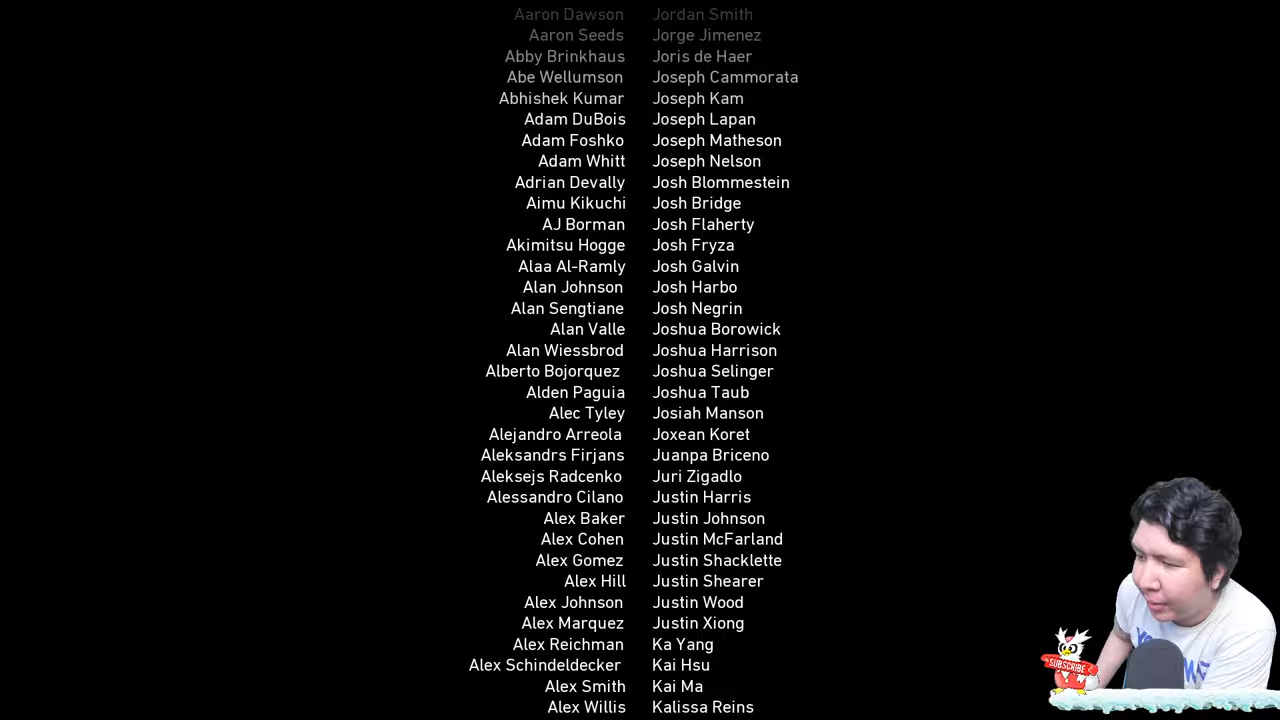 Aaron Dawson Jordan Smith
Aaron Seeds Jorge Jimenez
Abby Brinkhaus Joris de Haer
Abe Wellumson Joseph Cammorata
Abhishek Kumar Joseph Kam
Adam DuBois Joseph Lapan
Adam Foshko Joseph Matheson
Adam Whitt Joseph Nelson
Adrian Devally Josh Blommestein
Aimu Kikuchi Josh Bridge
AJ Borman Josh Flaherty
Akimitsu Hogge Josh Fryza
Alaa Al-Ramly Josh Galvin
Alan Johnson Josh Harbo
Alan Sengtiane Josh Negrin
Alan Valle Joshua Borowick
Alan Wiessbrod Joshua Harrison
Alberto Bojorquez Joshua Selinger
Alden Paguia Joshua Taub
Alec Tyley Josiah Manson
Alejandro Arreola Joxean Koret
Aleksandrs Firjans Juanpa Briceno
Aleksejs Radcenko Juri Zigadlo
Alessandro Cilano Justin Harris
Alex Baker Justin Johnson
Alex Cohen Justin McFarland
Alex Gomez Justin Shacklette
Alex Hill Justin Shearer
Alex Johnson Justin Wood
Alex Marquez Justin Xiong
Alex Reichman Ka Yang
Alex Schindeldecker Kai Hsu
Alex Smith Kai Ma
Alex Willis Kalissa Reins
SUBSCRIBE